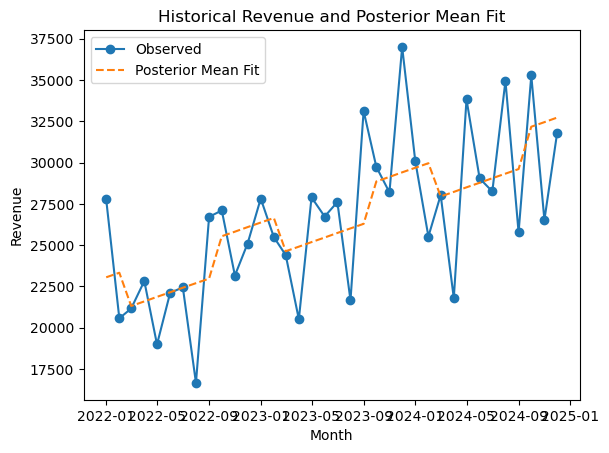 Historical Revenue and Posterior Mean Fit
Observed
Posterior Mean Fit
Revenue
37500
35000
32500
30000
27500
25000
22500
20000
17500
2022-01 2022-05 2022-09 2023-01 2023-05 2023-09 2024-01 2024-05 2024-09 2025-01
Month